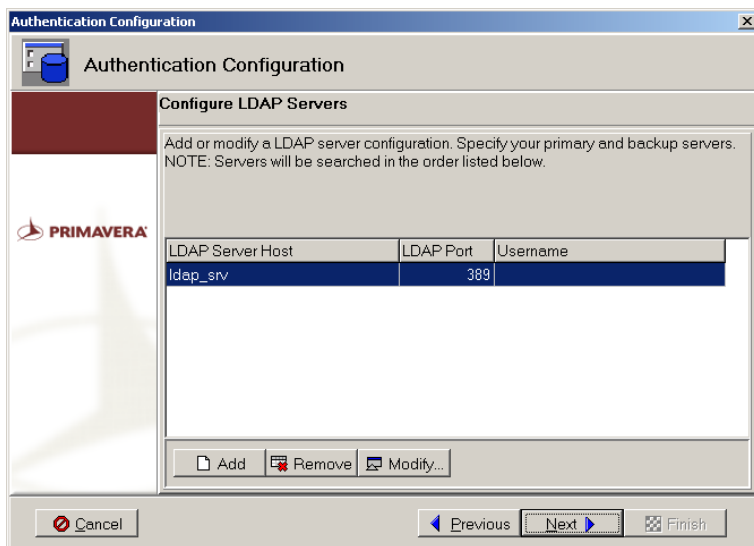 Authentication Configuration
Authentication Configuration
Configure LDAP Servers
Add or modify a LDAP server configuration. Specify your primary and backup servers.
NOTE: Servers will be searched in the order listed below.
PRIMAVERA
LDAP Server Host LDAP Port Username
ldap_srv 389
Add Remove Modify...
Cancel Previous Next Finish